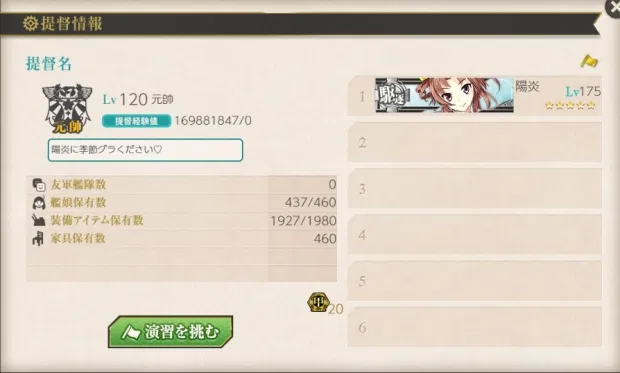 提督情報
提督名
元帥
Lv 120 元帥
提督経験値 169881847/0
陽炎に季節グラください♡
友軍艦隊数 0
艦娘保有数 437/460
装備アイテム保有数 1927/1980
家具保有数 460
甲 20
演習を挑む
1 駆逐 陽炎 Lv175
☆☆☆☆☆
2
3
4
5
6